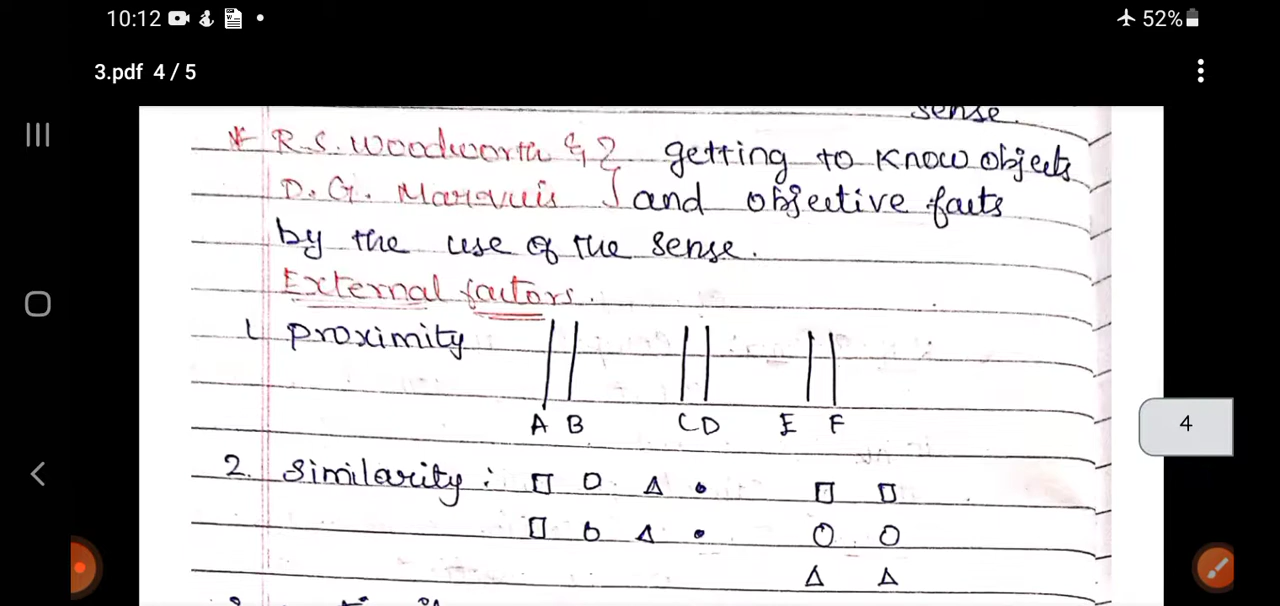 10:12
52%
3.pdf 4 / 5
sense.
* R.S. Woodworth & } getting to know objects
D.G. Marquis } and objective facts
by the use of the sense.
External factors.
1. proximity
A B C D E F
2. Similarity : □ ○ △ • □ □
□ ○ △ • ○ ○
△ △
4